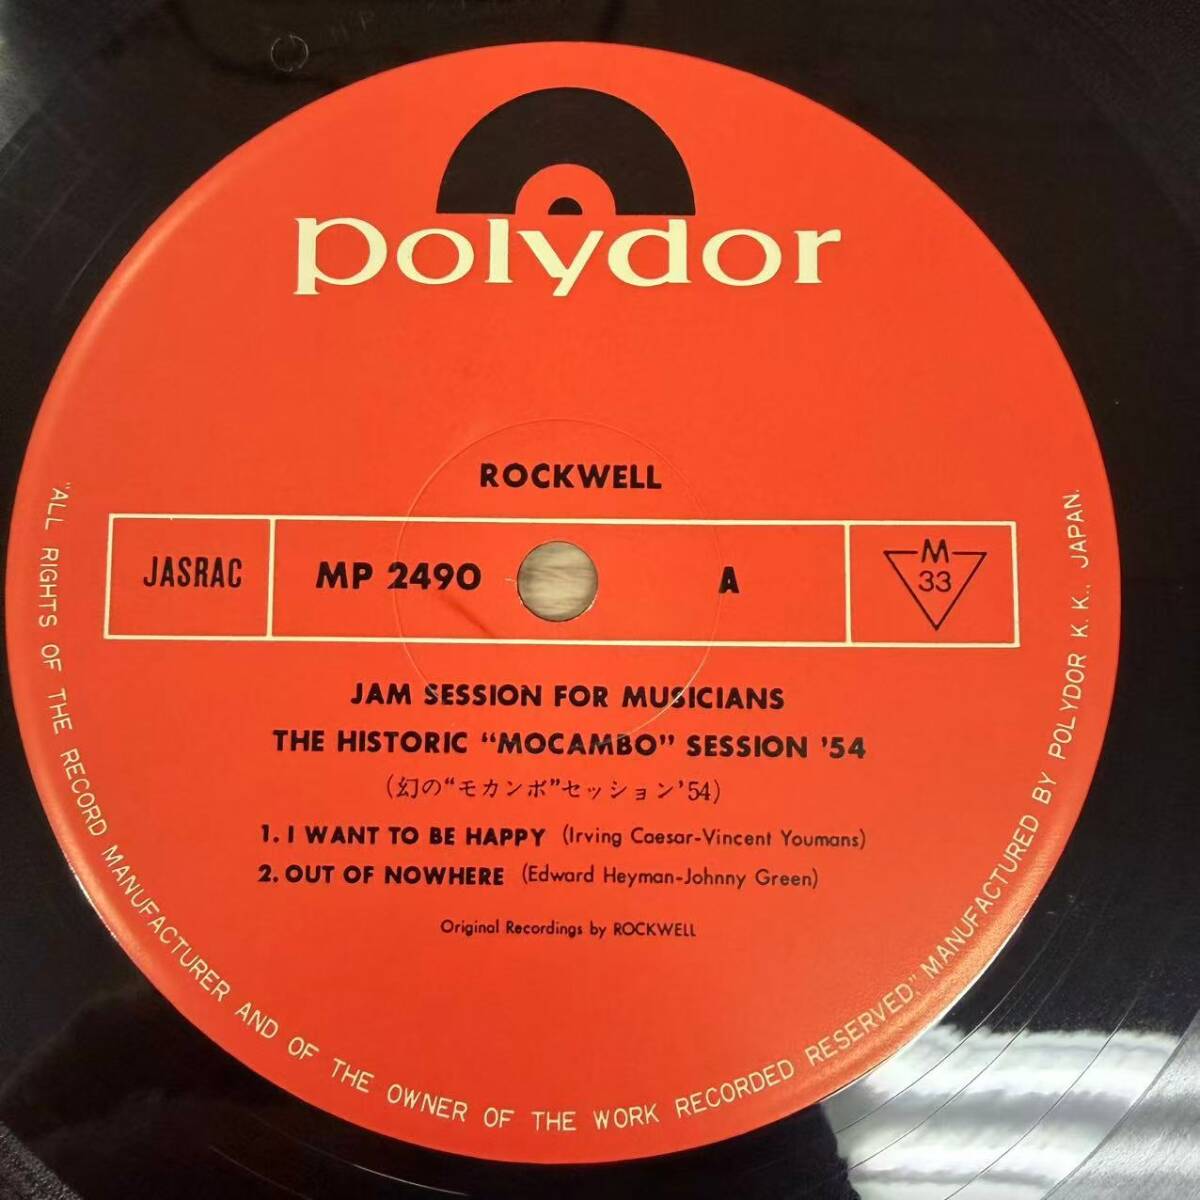 polydor
ROCKWELL
JASRAC
MP 2490
A
M
33
JAM SESSION FOR MUSICIANS
THE HISTORIC “MOCAMBO” SESSION '54
(幻の“モカンボ”セッション'54)
1. I WANT TO BE HAPPY (Irving Caesar-Vincent Youmans)
2. OUT OF NOWHERE (Edward Heyman-Johnny Green)
Original Recordings by ROCKWELL
"ALL RIGHTS OF THE RECORD MANUFACTURER AND OF THE OWNER OF THE WORK RECORDED RESERVED." MANUFACTURED BY POLYDOR K. K., JAPAN.